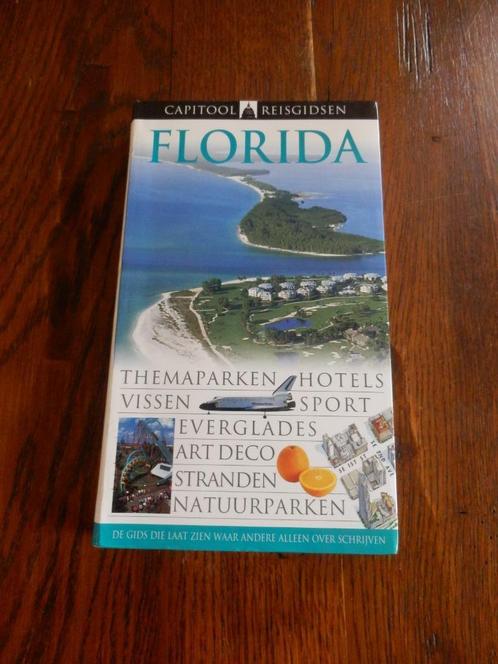 CAPITOOL REISGIDSEN
FLORIDA
THEMAPARKEN HOTELS
VISSEN SPORT
EVERGLADES
ART DECO
STRANDEN
NATUURPARKEN
DE GIDS DIE LAAT ZIEN WAAR ANDERE ALLEEN OVER SCHRIJVEN